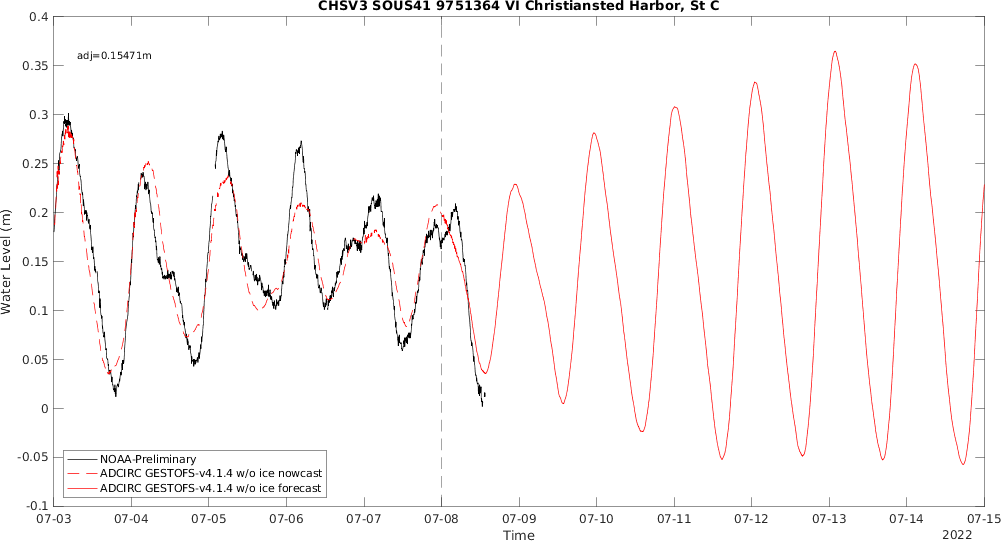 CHSV3 SOUS41 9751364 VI Christiansted Harbor, St C
adj=0.15471m
0.4
0.35
0.3
0.25
0.2
0.15
0.1
0.05
0
-0.05
-0.1
Water Level (m)
NOAA-Preliminary
ADCIRC GESTOFS-v4.1.4 w/o ice nowcast
ADCIRC GESTOFS-v4.1.4 w/o ice forecast
07-03 07-04 07-05 07-06 07-07 07-08 07-09 07-10 07-11 07-12 07-13 07-14 07-15
Time
2022